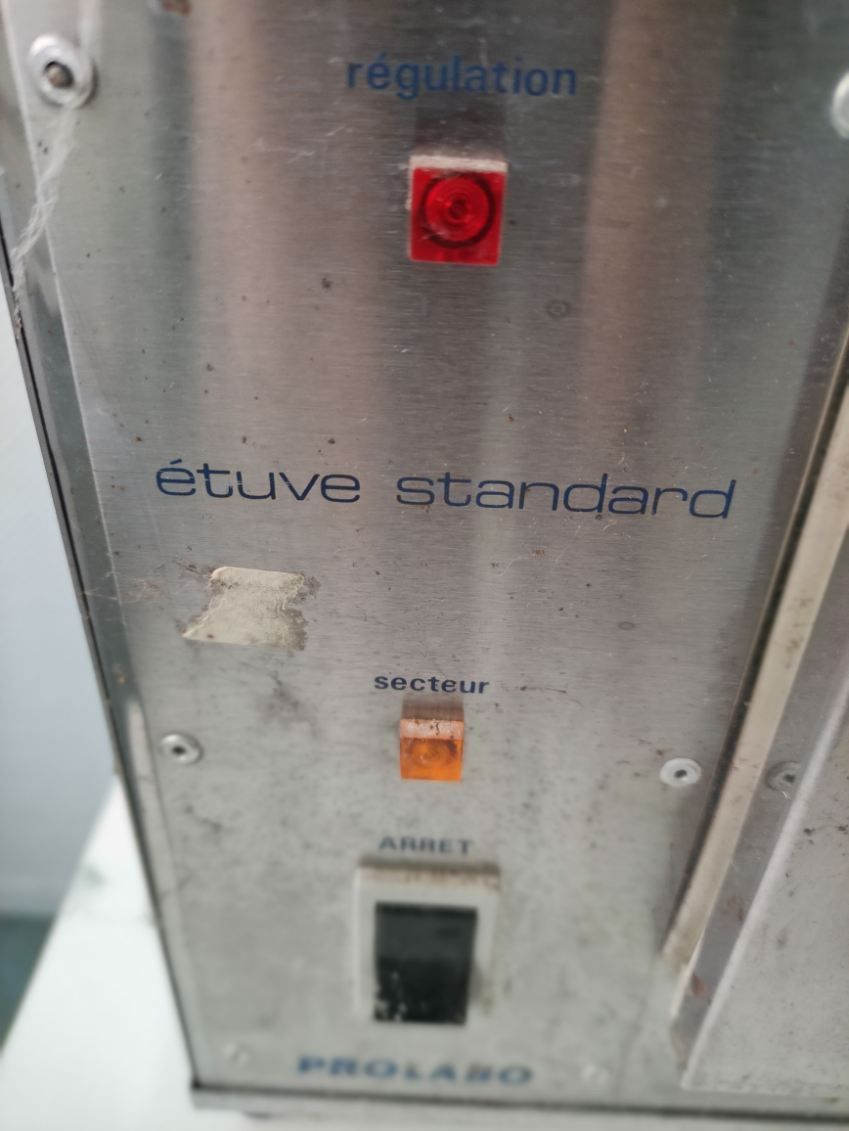 régulation
étuve standard
secteur
ARRET
PROLABO